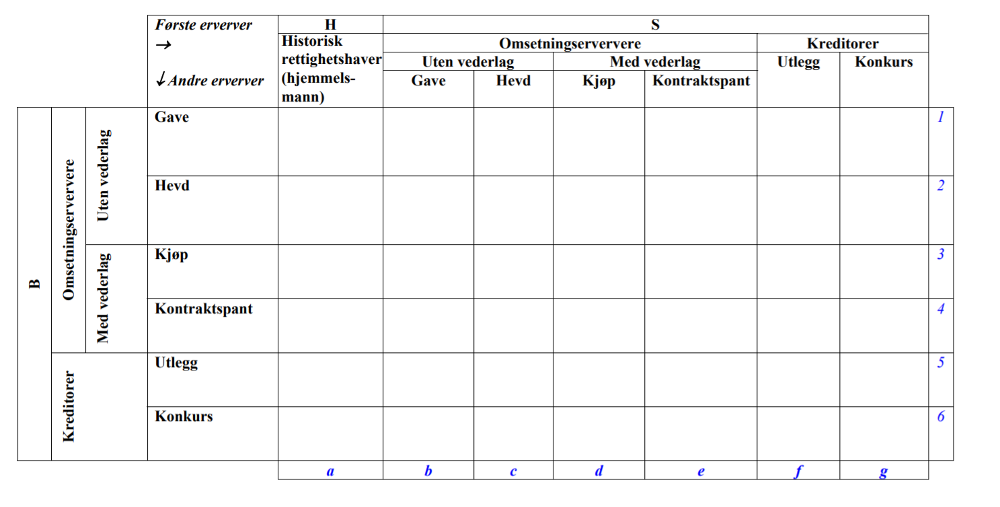 Første erverver
→
↓ Andre erverver
H
S
Historisk
rettighetshaver
(hjemmels-
mann)
Omsetningserververe
Kreditorer
Uten vederlag
Med vederlag
Utlegg
Konkurs
Gave
Hevd
Kjøp
Kontraktspant
B
Omsetningserververe
Uten vederlag
Gave
1
Hevd
2
Med vederlag
Kjøp
3
Kontraktspant
4
Kreditorer
Utlegg
5
Konkurs
6
a
b
c
d
e
f
g